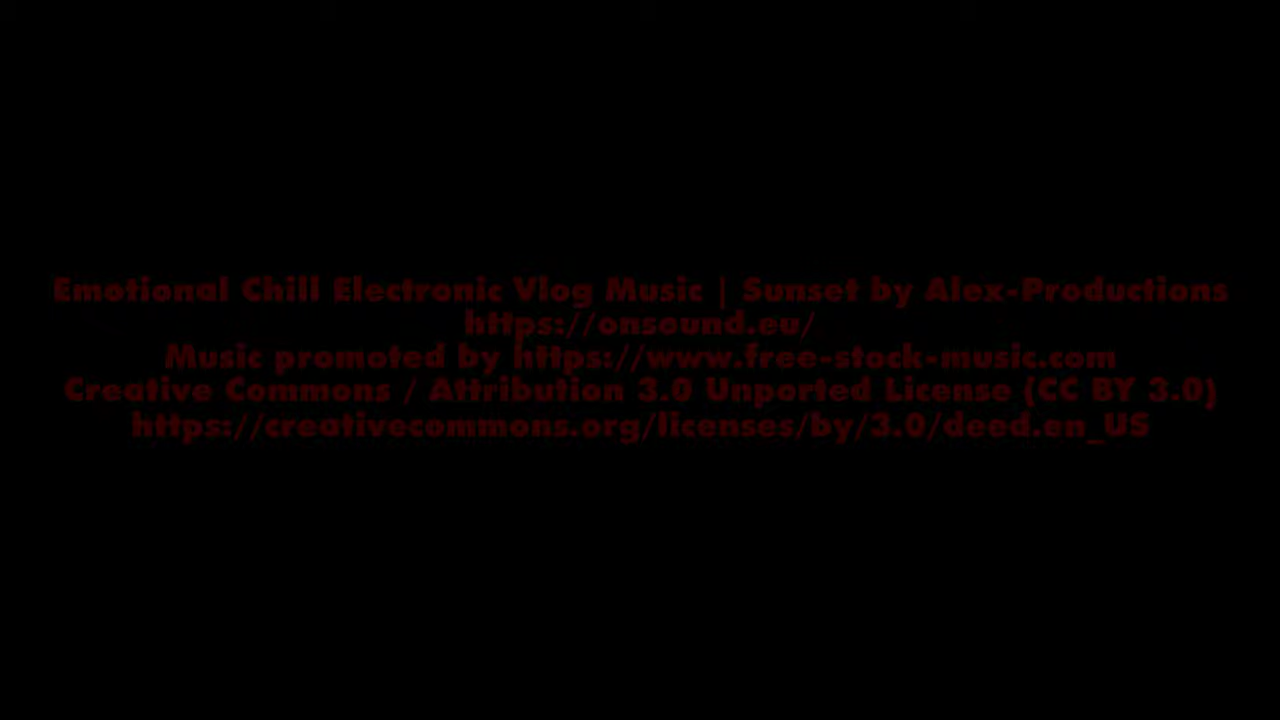 Emotional Chill Electronic Vlog Music | Sunset by Alex-Productions
https://onsound.eu/
Music promoted by https://www.free-stock-music.com
Creative Commons / Attribution 3.0 Unported License (CC BY 3.0)
https://creativecommons.org/licenses/by/3.0/deed.en_US